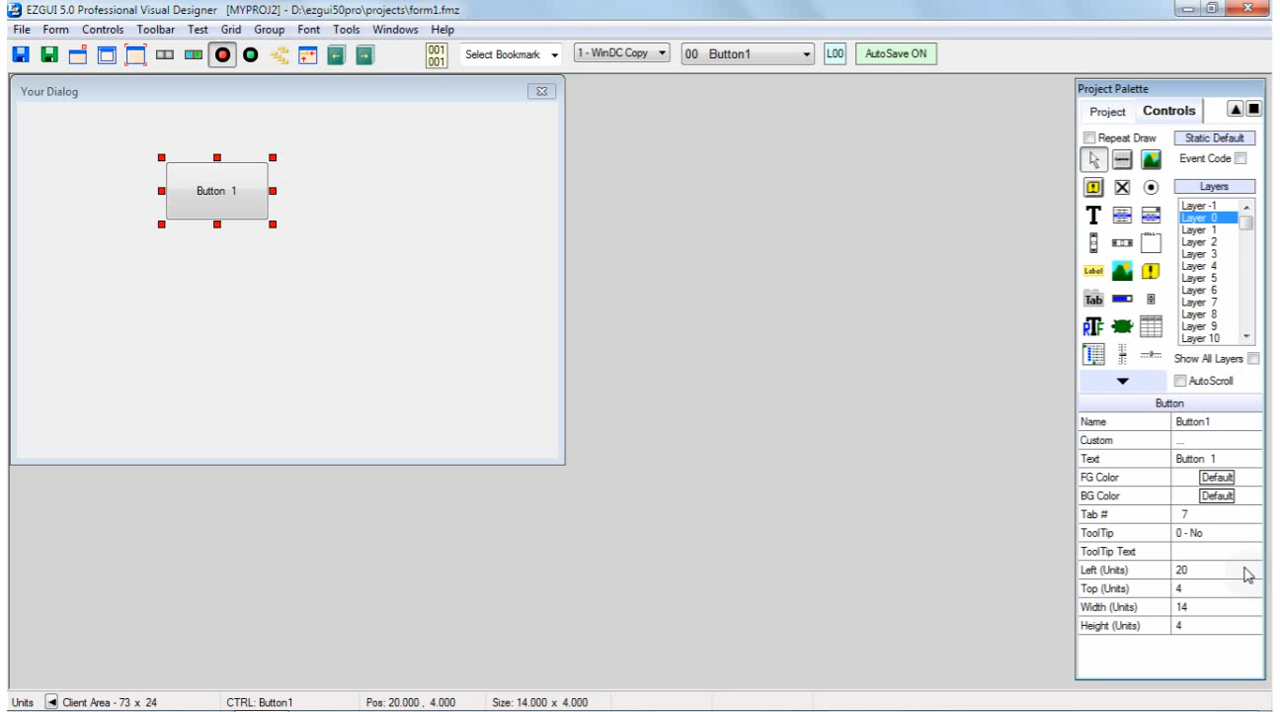 EZGUI 5.0 Professional Visual Designer [MYPROJ2] - D:\ezgui50pro\projects\form1.fmz
File Form Controls Toolbar Test Grid Group Font Tools Windows Help
001
001
Select Bookmark
1 - WinDC Copy
00 Button1
L00
AutoSave ON
Your Dialog
Button 1
Project Palette
Project Controls
Repeat Draw
Static Default
Event Code
Layers
Layer -1
Layer 0
Layer 1
Layer 2
Layer 3
Layer 4
Layer 5
Layer 6
Layer 7
Layer 8
Layer 9
Layer 10
T
Label
Tab
RTF
Show All Layers
AutoScroll
Button
Name Button1
Custom ...
Text Button 1
FG Color Default
BG Color Default
Tab # 7
ToolTip 0 - No
ToolTip Text
Left (Units) 20
Top (Units) 4
Width (Units) 14
Height (Units) 4
Units Client Area - 73 x 24 CTRL: Button1 Pos: 20.000 , 4.000 Size: 14.000 x 4.000